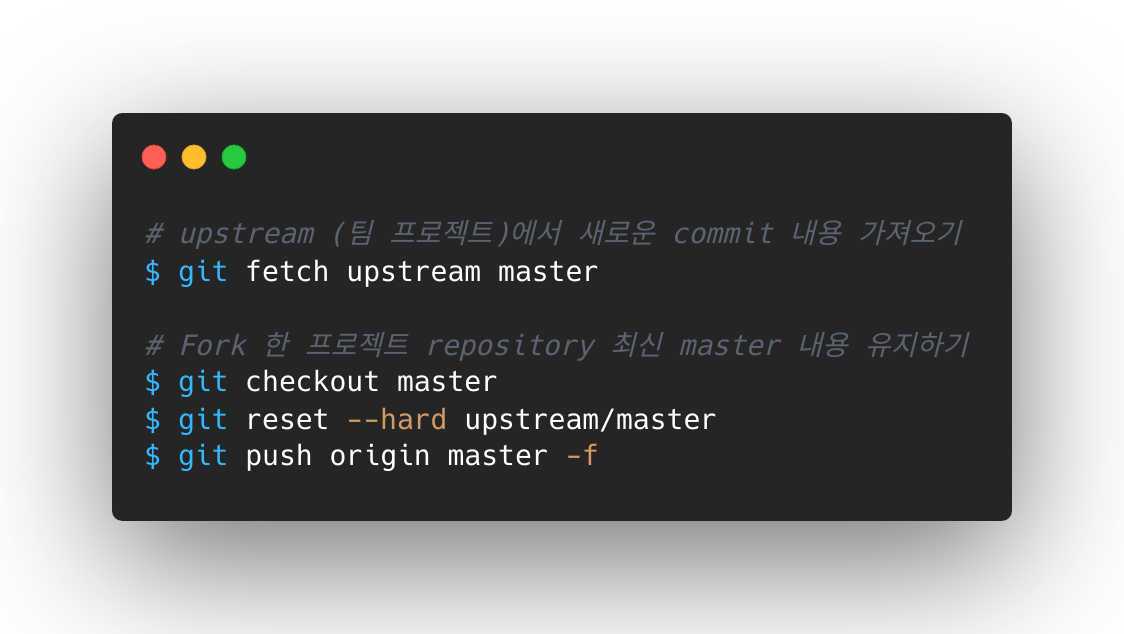 # upstream (팀 프로젝트)에서 새로운 commit 내용 가져오기
$ git fetch upstream master
# Fork 한 프로젝트 repository 최신 master 내용 유지하기
$ git checkout master
$ git reset --hard upstream/master
$ git push origin master -f